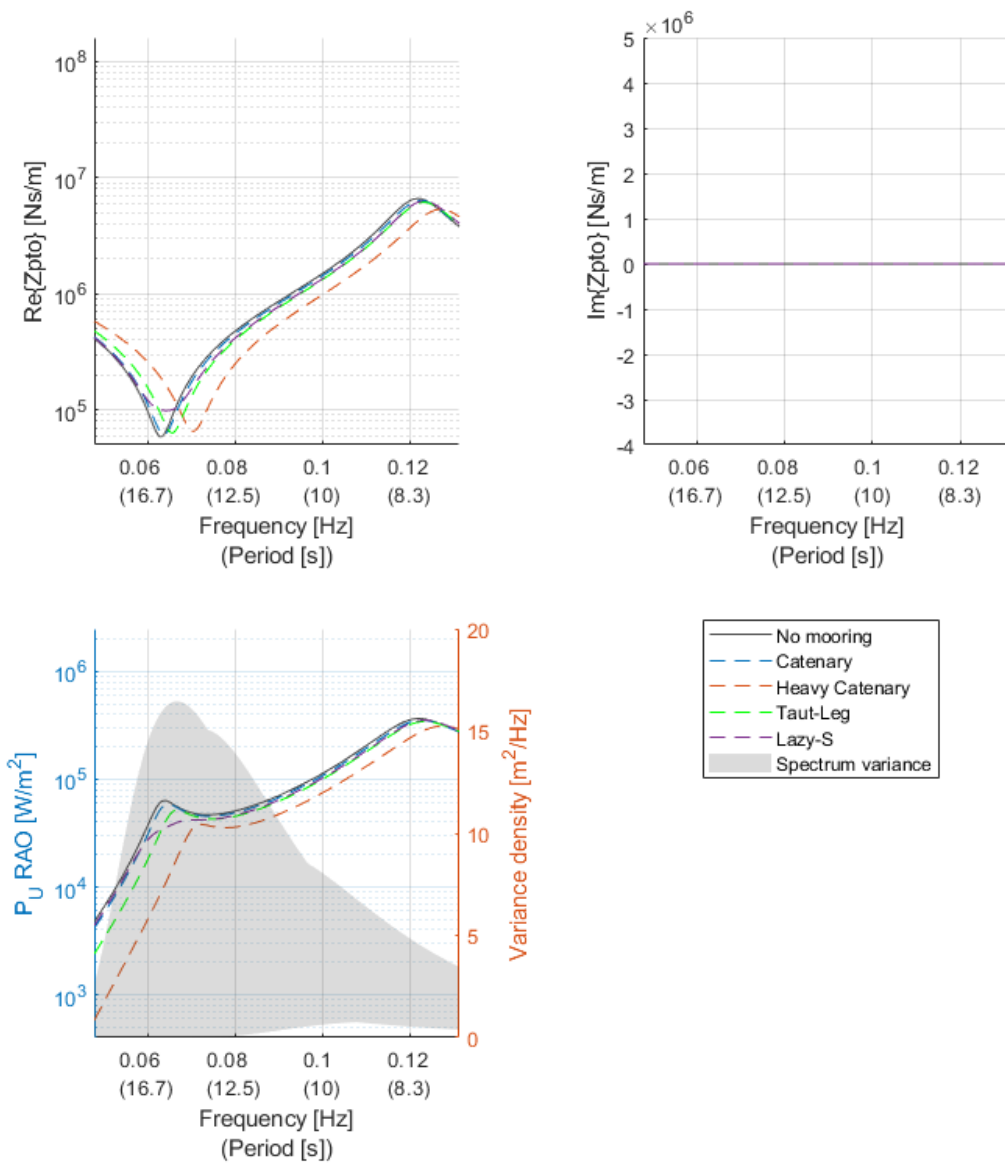 10^8
10^7
10^6
10^5
Re{Zpto} [Ns/m]
0.06 0.08 0.1 0.12
(16.7) (12.5) (10) (8.3)
Frequency [Hz]
(Period [s])
×10^6
5
4
3
2
1
0
-1
-2
-3
-4
Im{Zpto} [Ns/m]
0.06 0.08 0.1 0.12
(16.7) (12.5) (10) (8.3)
Frequency [Hz]
(Period [s])
10^6
10^5
10^4
10^3
P_U RAO [W/m^2]
20
15
10
5
0
Variance density [m^2/Hz]
0.06 0.08 0.1 0.12
(16.7) (12.5) (10) (8.3)
Frequency [Hz]
(Period [s])
No mooring
Catenary
Heavy Catenary
Taut-Leg
Lazy-S
Spectrum variance